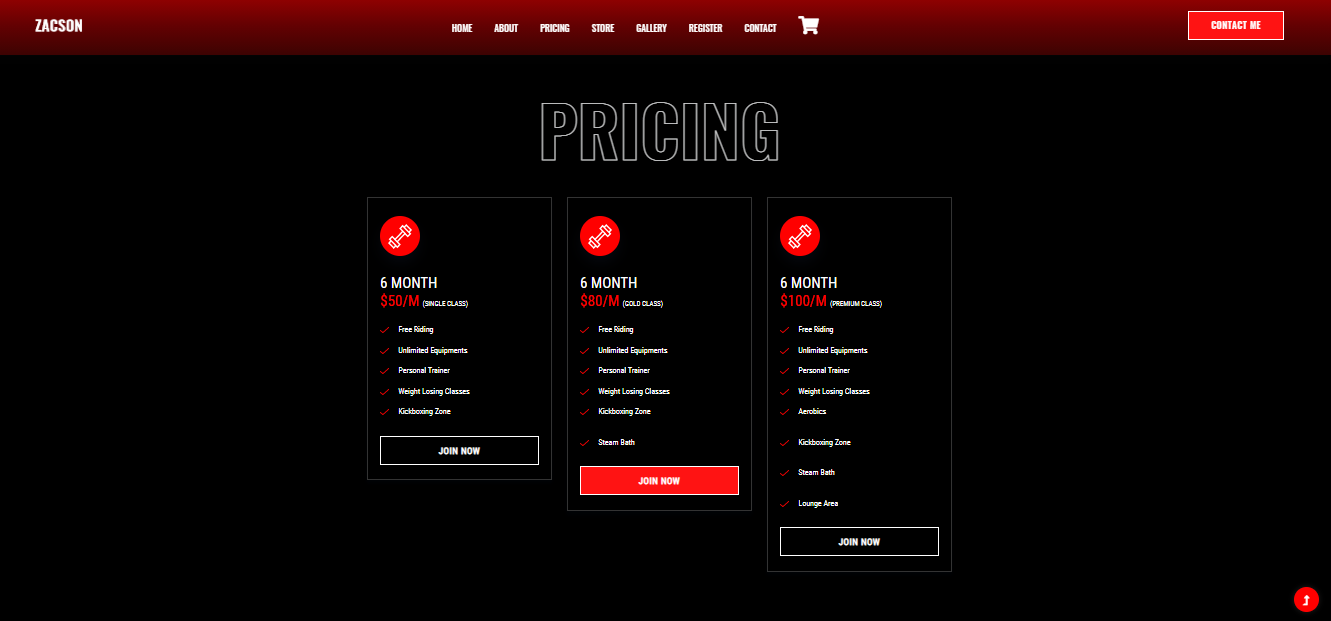 ZACSON
HOME ABOUT PRICING STORE GALLERY REGISTER CONTACT
CONTACT ME
PRICING
6 MONTH
$50/M (SINGLE CLASS)
Free Riding
Unlimited Equipments
Personal Trainer
Weight Losing Classes
Kickboxing Zone
JOIN NOW
6 MONTH
$80/M (GOLD CLASS)
Free Riding
Unlimited Equipments
Personal Trainer
Weight Losing Classes
Kickboxing Zone
Steam Bath
JOIN NOW
6 MONTH
$100/M (PREMIUM CLASS)
Free Riding
Unlimited Equipments
Personal Trainer
Weight Losing Classes
Aerobics
Kickboxing Zone
Steam Bath
Lounge Area
JOIN NOW